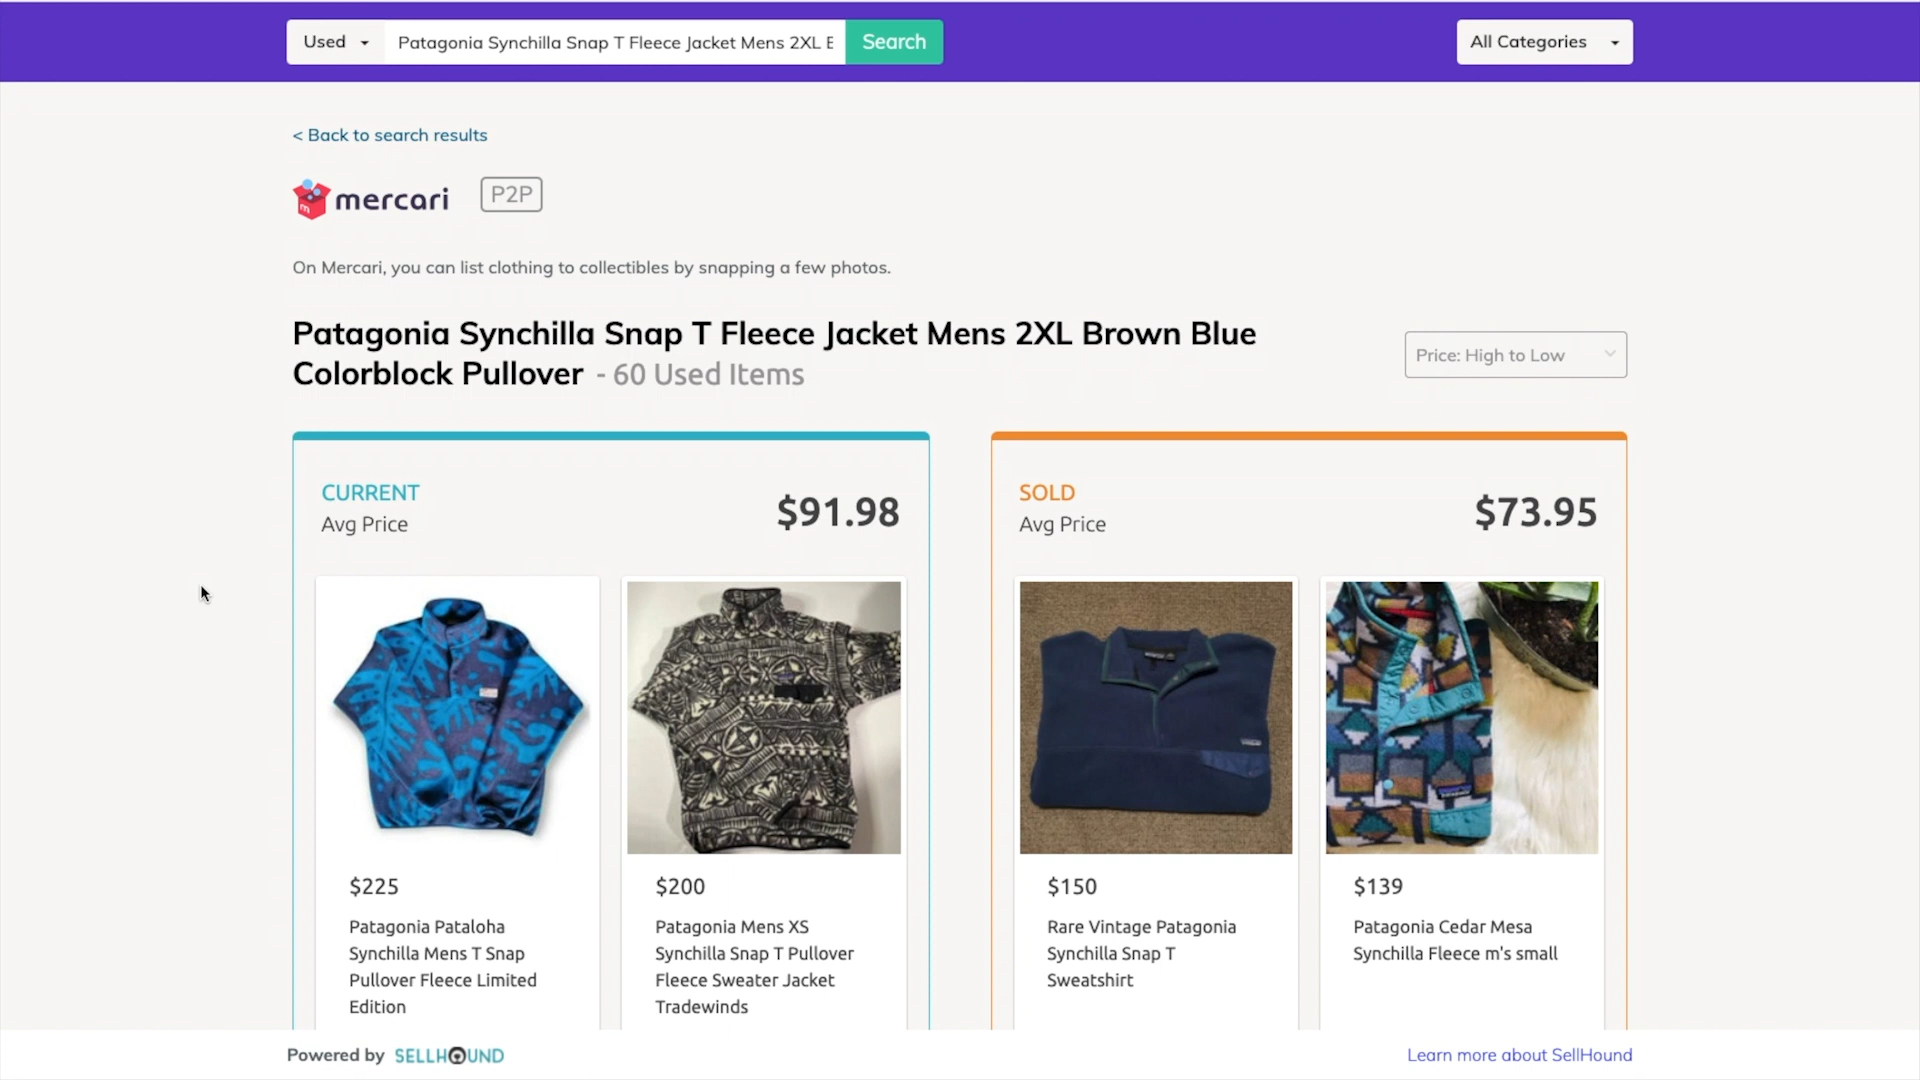 Used
Patagonia Synchilla Snap T Fleece Jacket Mens 2XL E
Search
All Categories
< Back to search results
mercari
P2P
On Mercari, you can list clothing to collectibles by snapping a few photos.
Patagonia Synchilla Snap T Fleece Jacket Mens 2XL Brown Blue
Colorblock Pullover - 60 Used Items
Price: High to Low
CURRENT
Avg Price
$91.98
$225
Patagonia Pataloha
Synchilla Mens T Snap
Pullover Fleece Limited
Edition
$200
Patagonia Mens XS
Synchilla Snap T Pullover
Fleece Sweater Jacket
Tradewinds
SOLD
Avg Price
$73.95
$150
Rare Vintage Patagonia
Synchilla Snap T
Sweatshirt
$139
Patagonia Cedar Mesa
Synchilla Fleece m's small
Powered by SELLHOUND
Learn more about SellHound